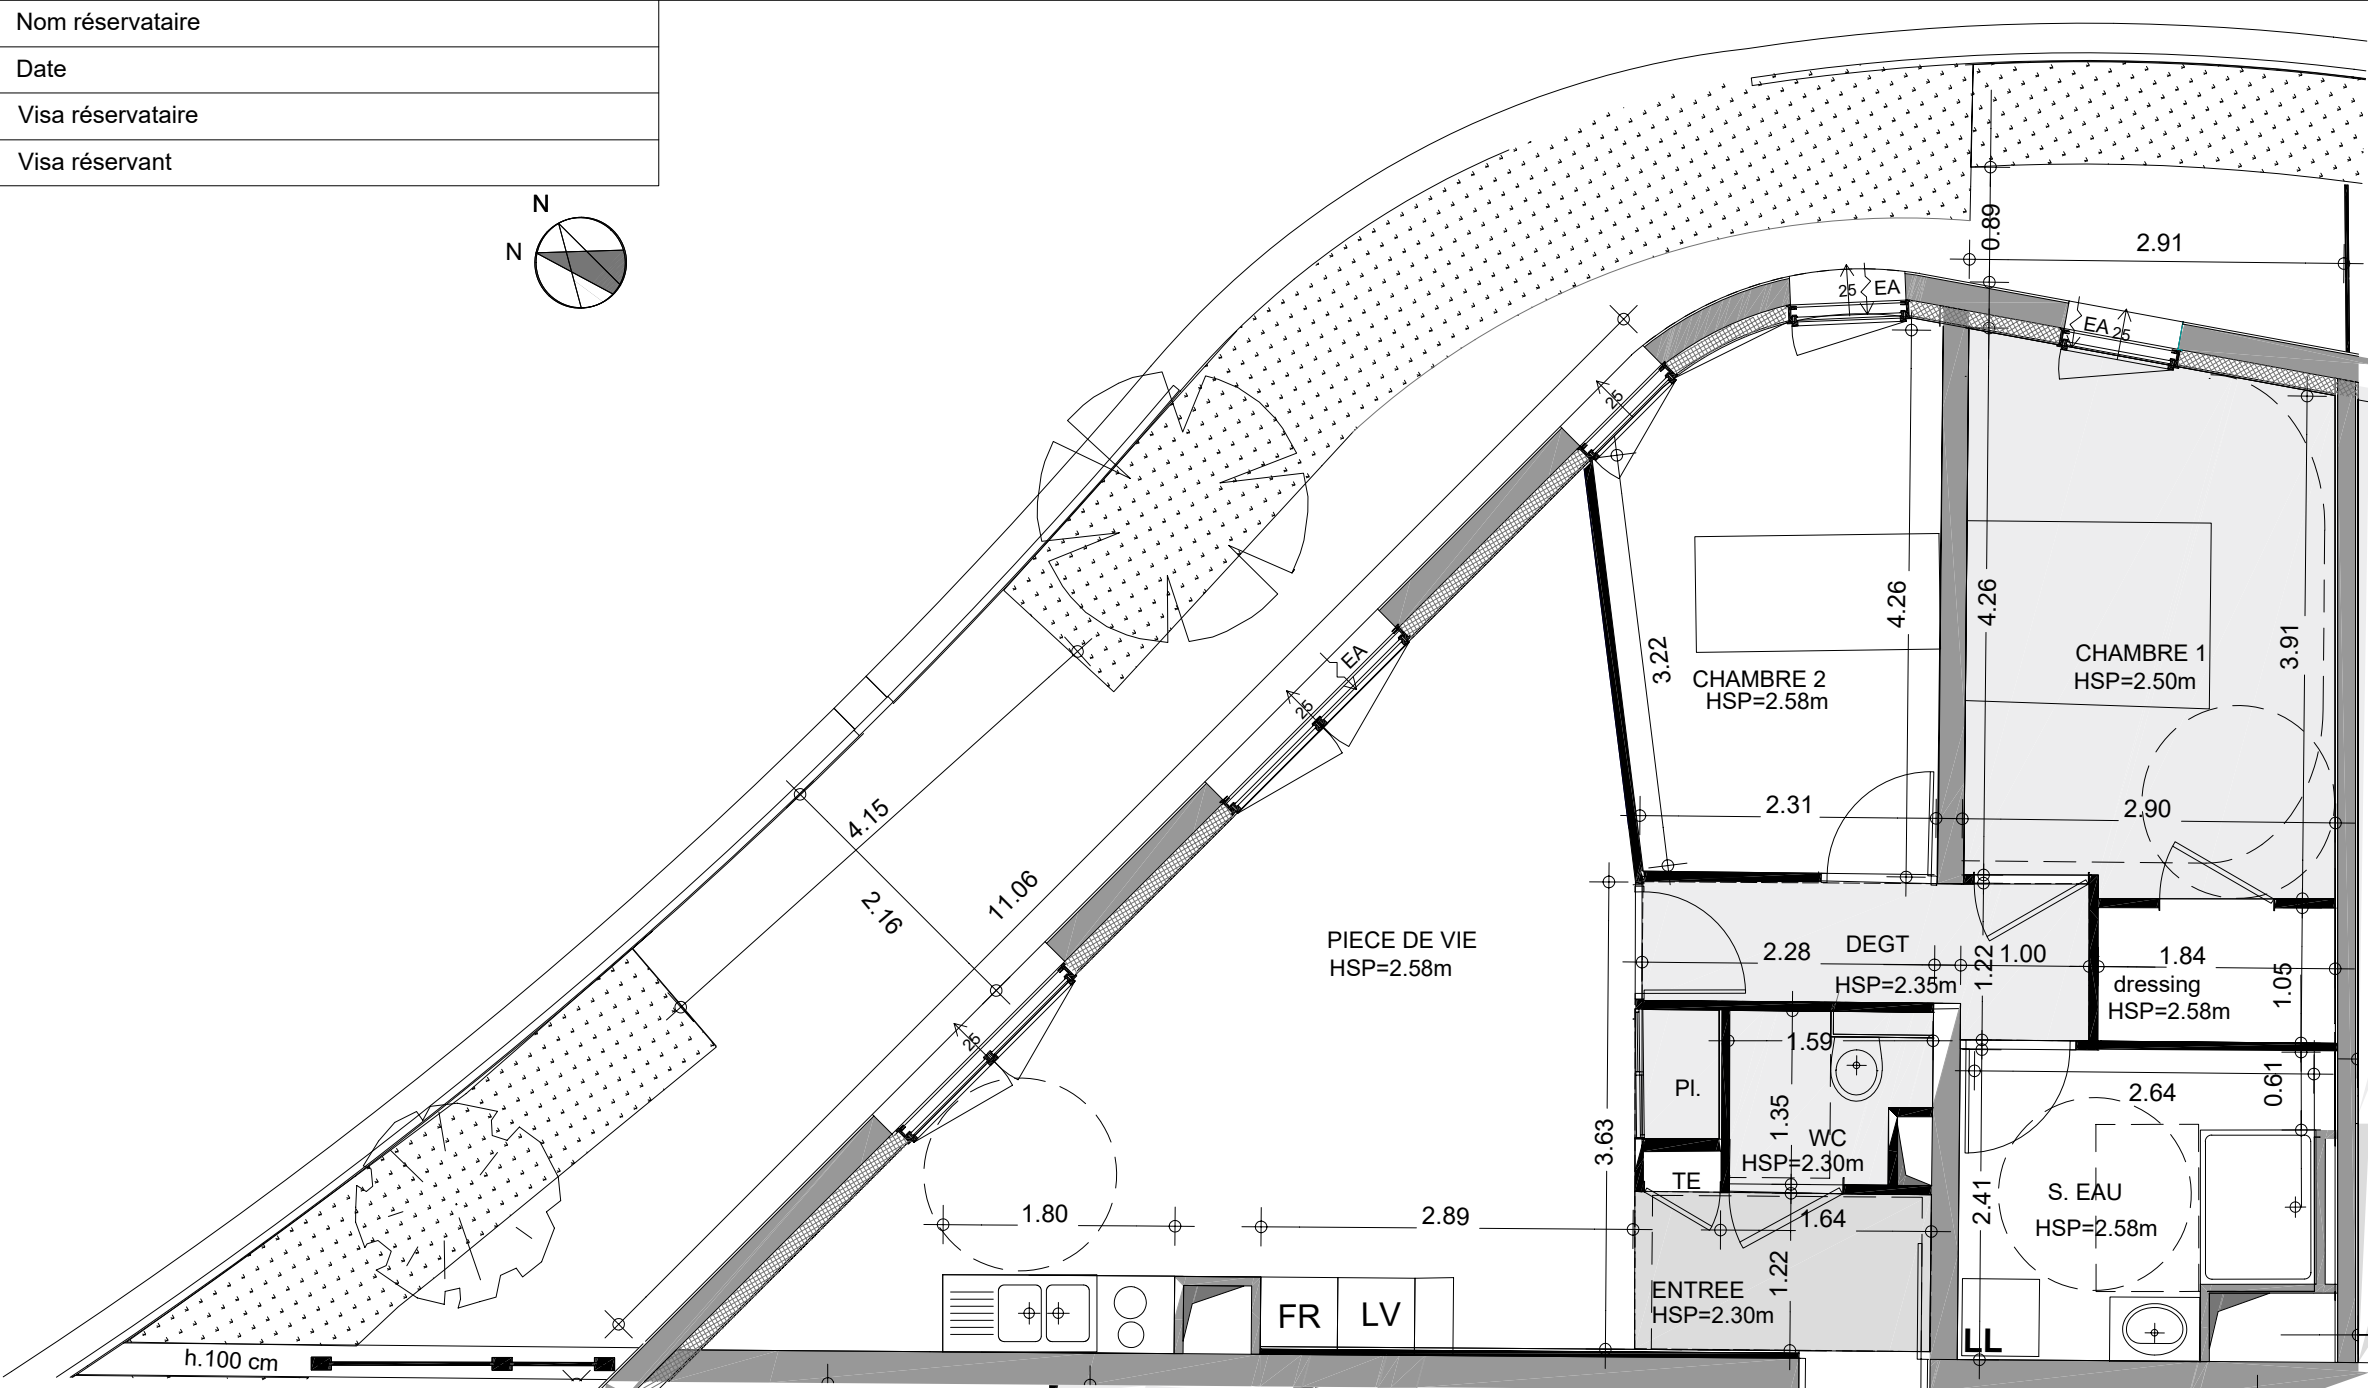 Nom réservataire
Date
Visa réservataire
Visa réservant
N
N
0.89
2.91
25 EA
EA 25
25
EA
25
4.26
4.26
3.22
3.91
CHAMBRE 1
HSP=2.50m
CHAMBRE 2
HSP=2.58m
2.31
2.90
4.15
11.06
2.16
PIECE DE VIE
HSP=2.58m
2.28
DEGT
HSP=2.35m
1.22
1.00
1.84
dressing
HSP=2.58m
1.05
25
1.59
Pl.
1.35
WC
HSP=2.30m
2.64
0.61
3.63
TE
S. EAU
HSP=2.58m
2.41
1.80
2.89
1.64
1.22
ENTREE
HSP=2.30m
FR
LV
LL
h.100 cm